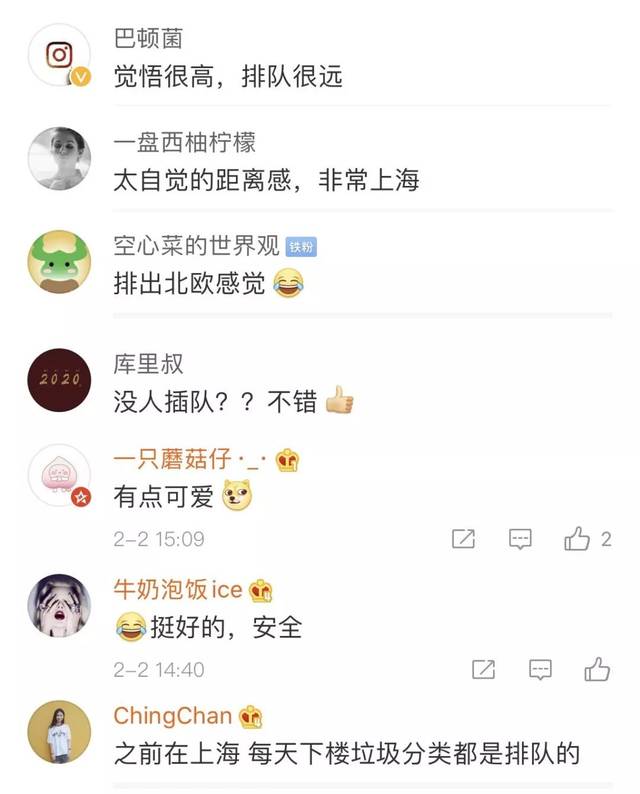 巴顿菌
觉悟很高，排队很远
一盘西柚柠檬
太自觉的距离感，非常上海
空心菜的世界观 铁粉
排出北欧感觉
2020
库里叔
没人插队？？不错
一只蘑菇仔·_·
有点可爱
2-2 15:09
2
牛奶泡饭ice
挺好的，安全
2-2 14:40
ChingChan
之前在上海 每天下楼垃圾分类都是排队的